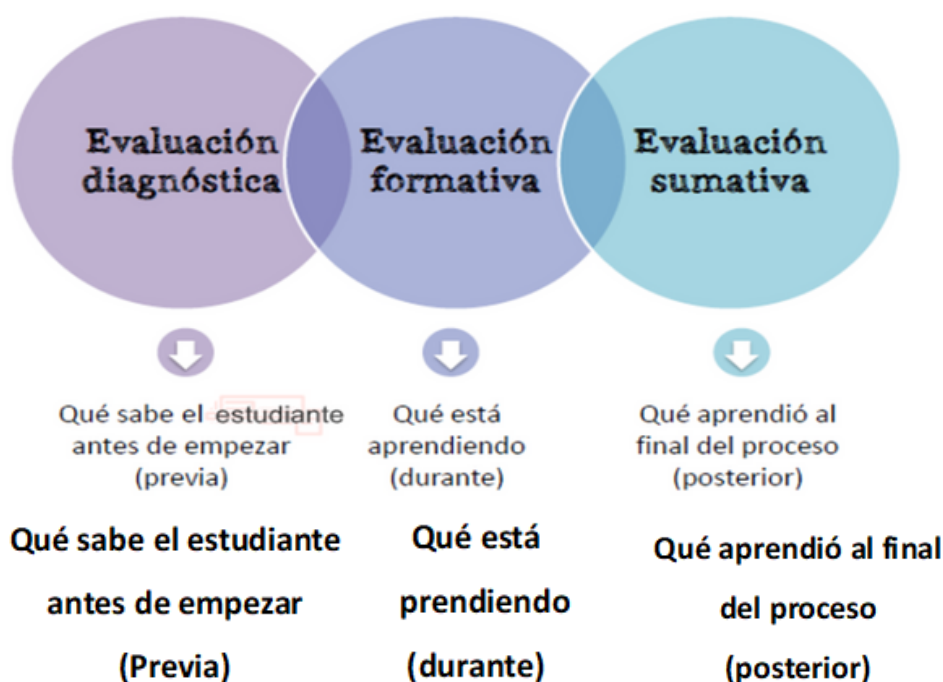 Evaluación
diagnóstica
Evaluación
formativa
Evaluación
sumativa
Qué sabe el estudiante
antes de empezar
(previa)
Qué está
aprendiendo
(durante)
Qué aprendió al
final del proceso
(posterior)
Qué sabe el estudiante
antes de empezar
(Previa)
Qué está
prendiendo
(durante)
Qué aprendió al final
del proceso
(posterior)